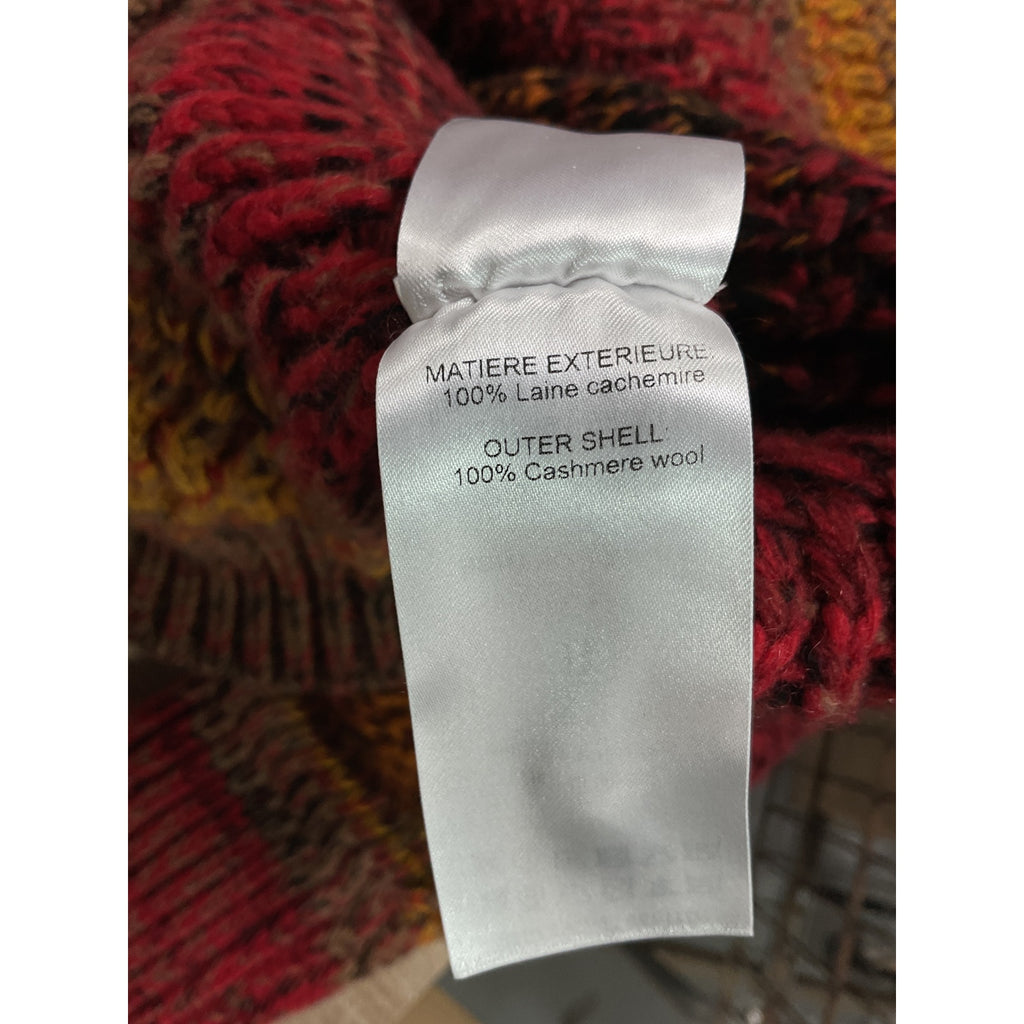 MATIERE EXTERIEURE
100% Laine cachemire
OUTER SHELL
100% Cashmere wool